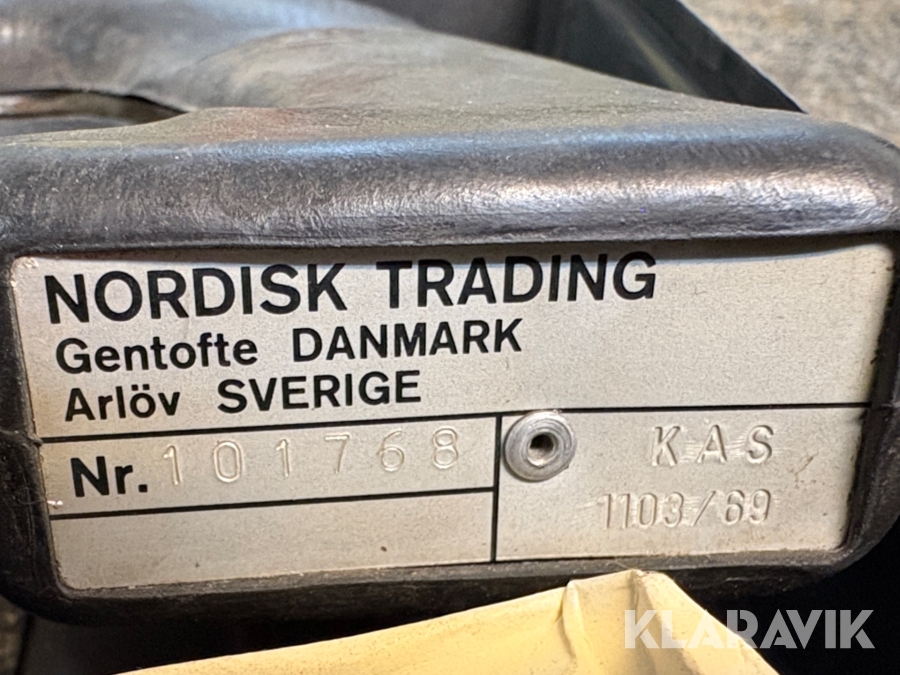 NORDISK TRADING
Gentofte DANMARK
Arlöv SVERIGE
Nr. 101768
KAS
1103/69
KLARAVIK